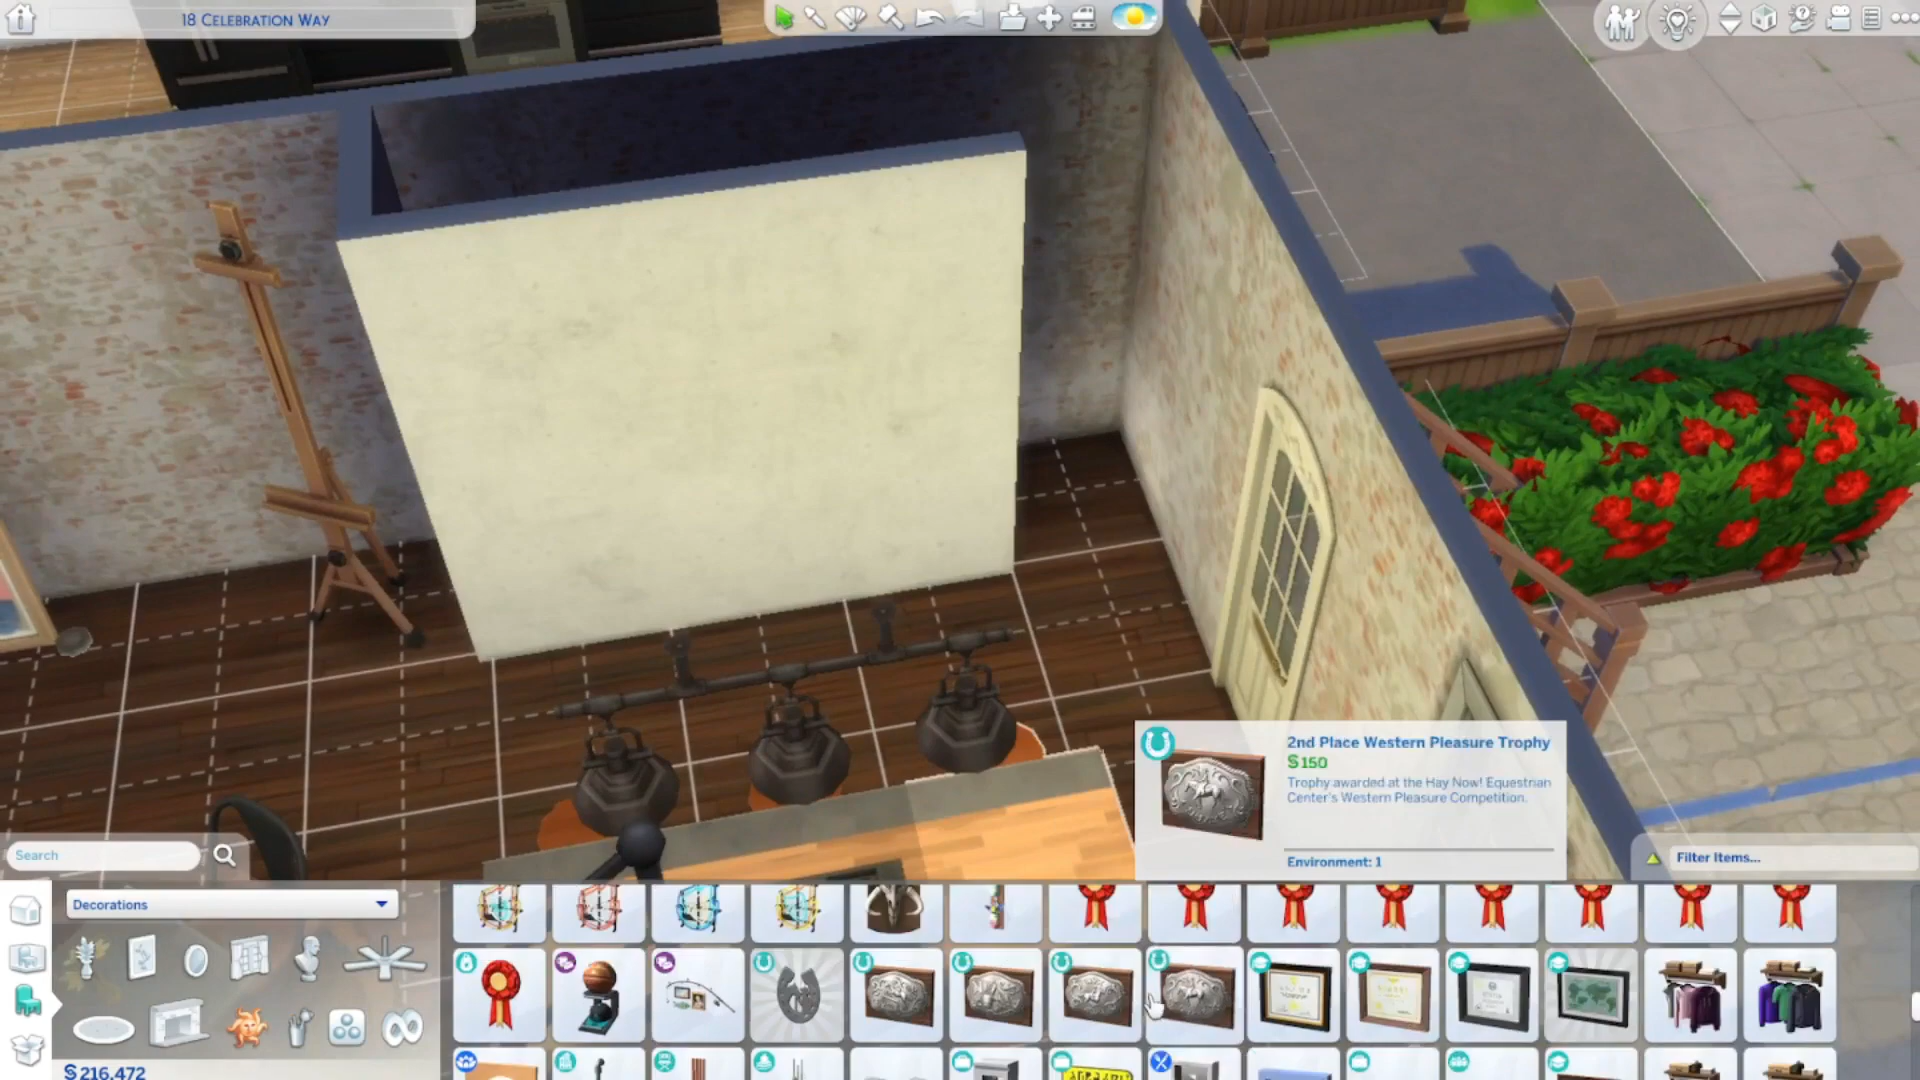 18 Celebration Way
2nd Place Western Pleasure Trophy
$150
Trophy awarded at the Hay Now! Equestrian
Center's Western Pleasure Competition.
Environment: 1
Search
Filter Items...
Decorations
$216,472